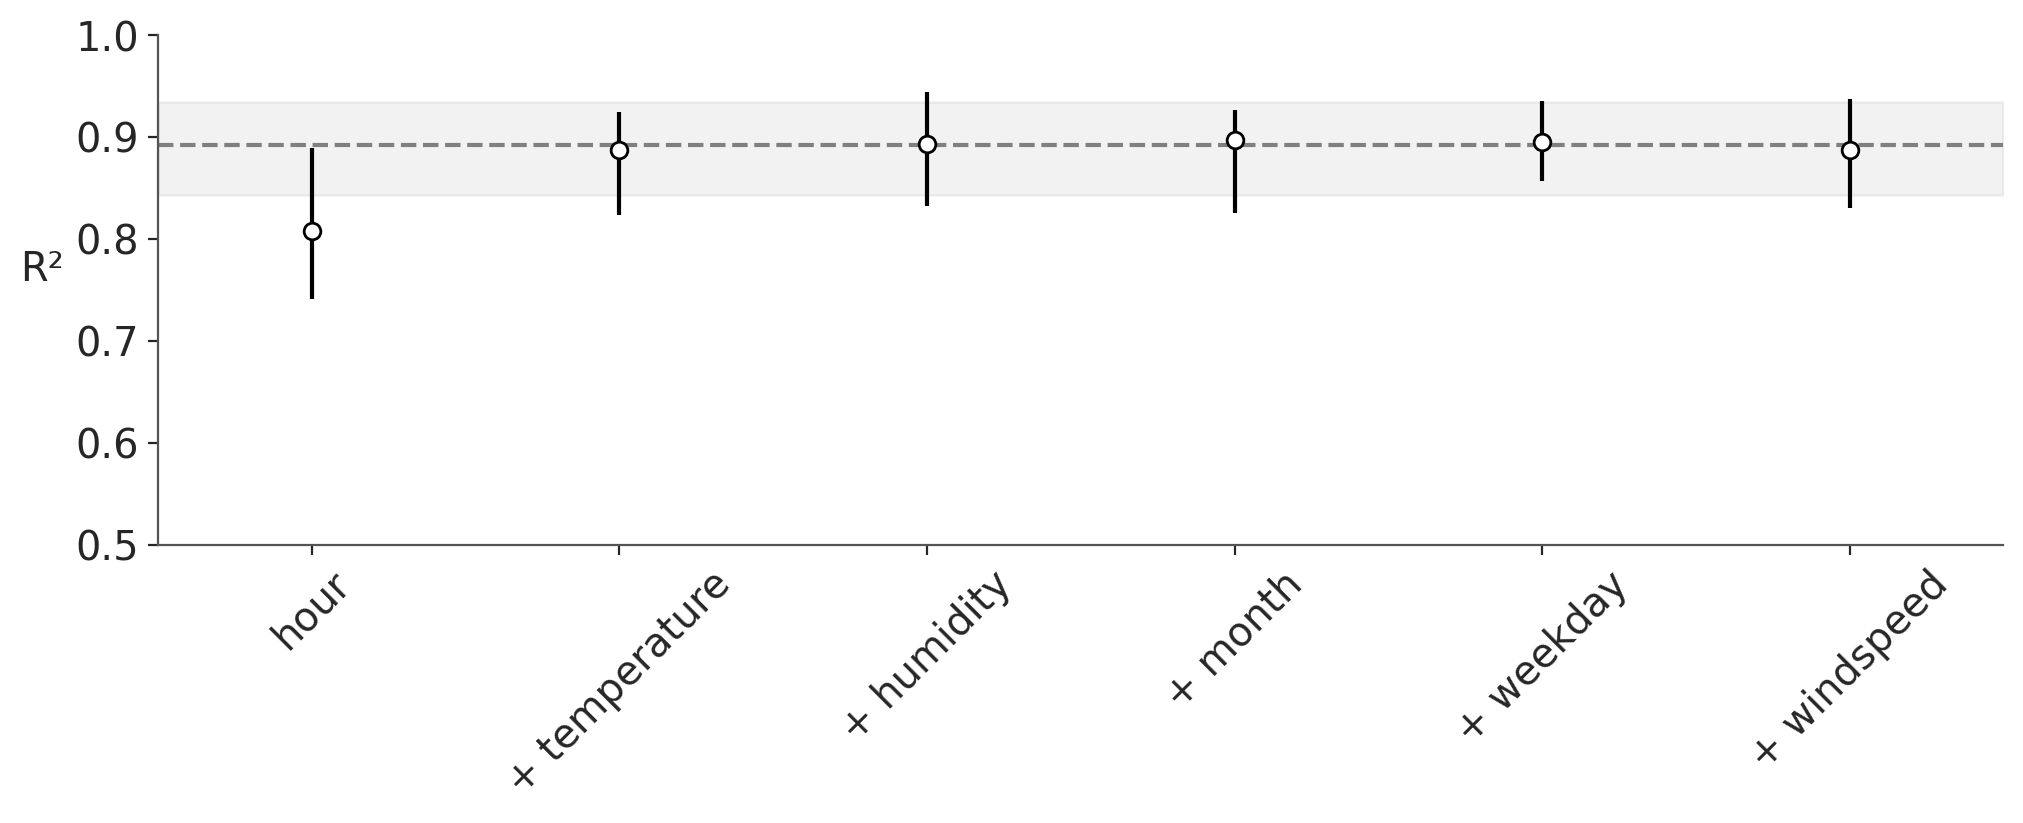 1.0
0.9
0.8
0.7
0.6
0.5
R²
hour
+ temperature
+ humidity
+ month
+ weekday
+ windspeed